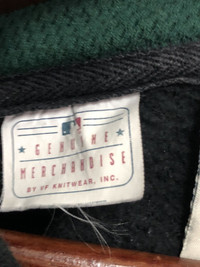 GENUINE
MERCHANDISE
BY VF KNITWEAR, INC.